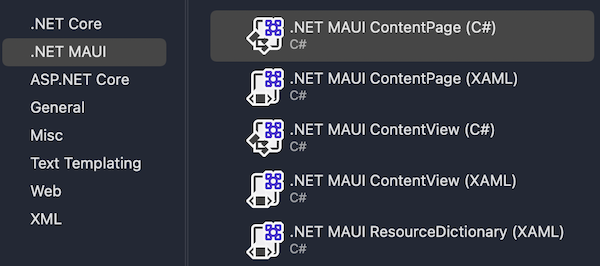 .NET Core
.NET MAUI
ASP.NET Core
General
Misc
Text Templating
Web
XML
.NET MAUI ContentPage (C#)
C#
.NET MAUI ContentPage (XAML)
C#
.NET MAUI ContentView (C#)
C#
.NET MAUI ContentView (XAML)
C#
.NET MAUI ResourceDictionary (XAML)
C#